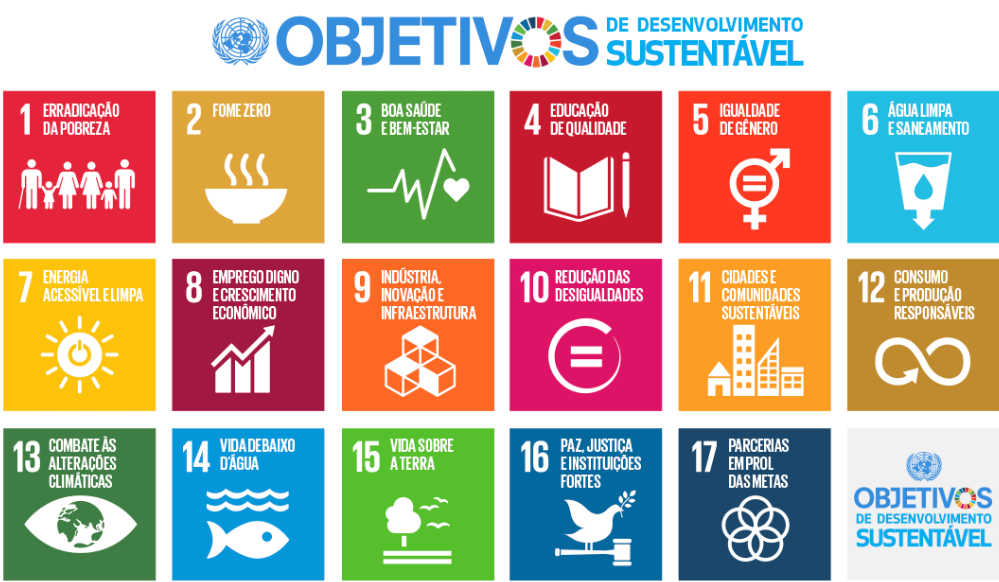 OBJETIVOS
DE DESENVOLVIMENTO
SUSTENTÁVEL
1 ERRADICAÇÃO
DA POBREZA
2 FOME ZERO
3 BOA SAÚDE
E BEM-ESTAR
4 EDUCAÇÃO
DE QUALIDADE
5 IGUALDADE
DE GÊNERO
6 ÁGUA LIMPA
E SANEAMENTO
7 ENERGIA
ACESSÍVEL E LIMPA
8 EMPREGO DIGNO
E CRESCIMENTO
ECONÔMICO
9 INDÚSTRIA,
INOVAÇÃO E
INFRAESTRUTURA
10 REDUÇÃO DAS
DESIGUALDADES
11 CIDADES E
COMUNIDADES
SUSTENTÁVEIS
12 CONSUMO
E PRODUÇÃO
RESPONSÁVEIS
13 COMBATE ÀS
ALTERAÇÕES
CLIMÁTICAS
14 VIDA DEBAIXO
D'ÁGUA
15 VIDA SOBRE
A TERRA
16 PAZ, JUSTIÇA
E INSTITUIÇÕES
FORTES
17 PARCERIAS
EM PROL
DAS METAS
OBJETIVOS
DE DESENVOLVIMENTO
SUSTENTÁVEL